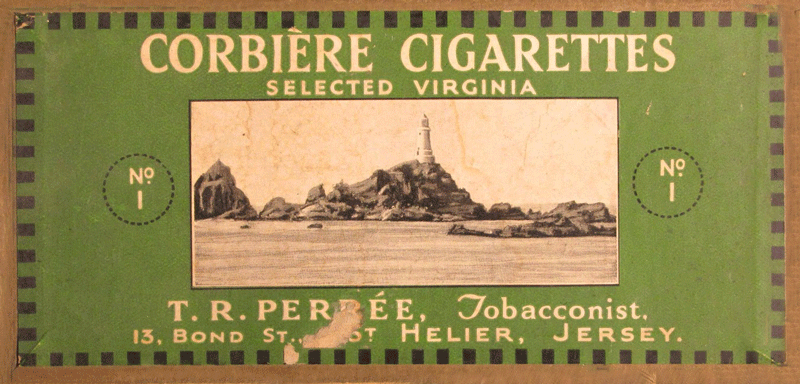 CORBIÈRE CIGARETTES
SELECTED VIRGINIA
Nº 1
Nº 1
T. R. PERRÉE, Tobacconist,
13, BOND ST., HELIER, JERSEY.